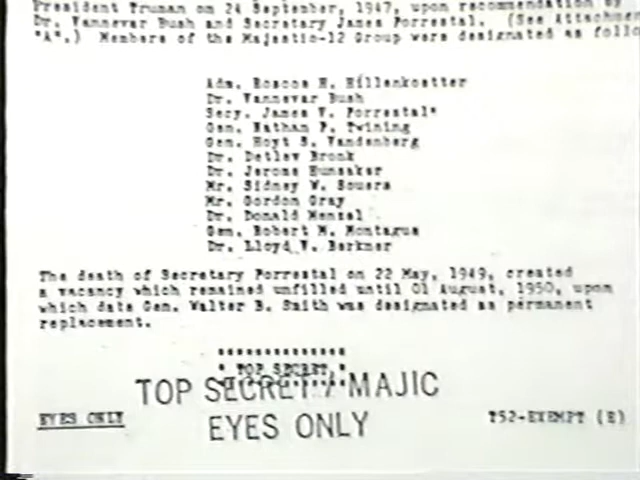 President Truman on 24 September, 1947, upon recommendation by
Dr. Vannevar Bush and Secretary James Forrestal. (See Attachmen
"A".) Members of the Majestic-12 Group were designated as follo
Adm. Roscoe H. Hillenkoetter
Dr. Vannevar Bush
Secy. James V. Forrestal*
Gen. Nathan F. Twining
Gen. Hoyt S. Vandenberg
Dr. Detlev Bronk
Dr. Jerome Hunsaker
Mr. Sidney W. Souers
Mr. Gordon Gray
Dr. Donald Menzel
Gen. Robert M. Montague
Dr. Lloyd V. Berkner
The death of Secretary Forrestal on 22 May, 1949, created
a vacancy which remained unfilled until 01 August, 1950, upon
which date Gen. Walter B. Smith was designated as permanent
replacement.
TOP SECRET
TOP SECRET / MAJIC
EYES ONLY
EYES ONLY
T52-EXEMPT (E)